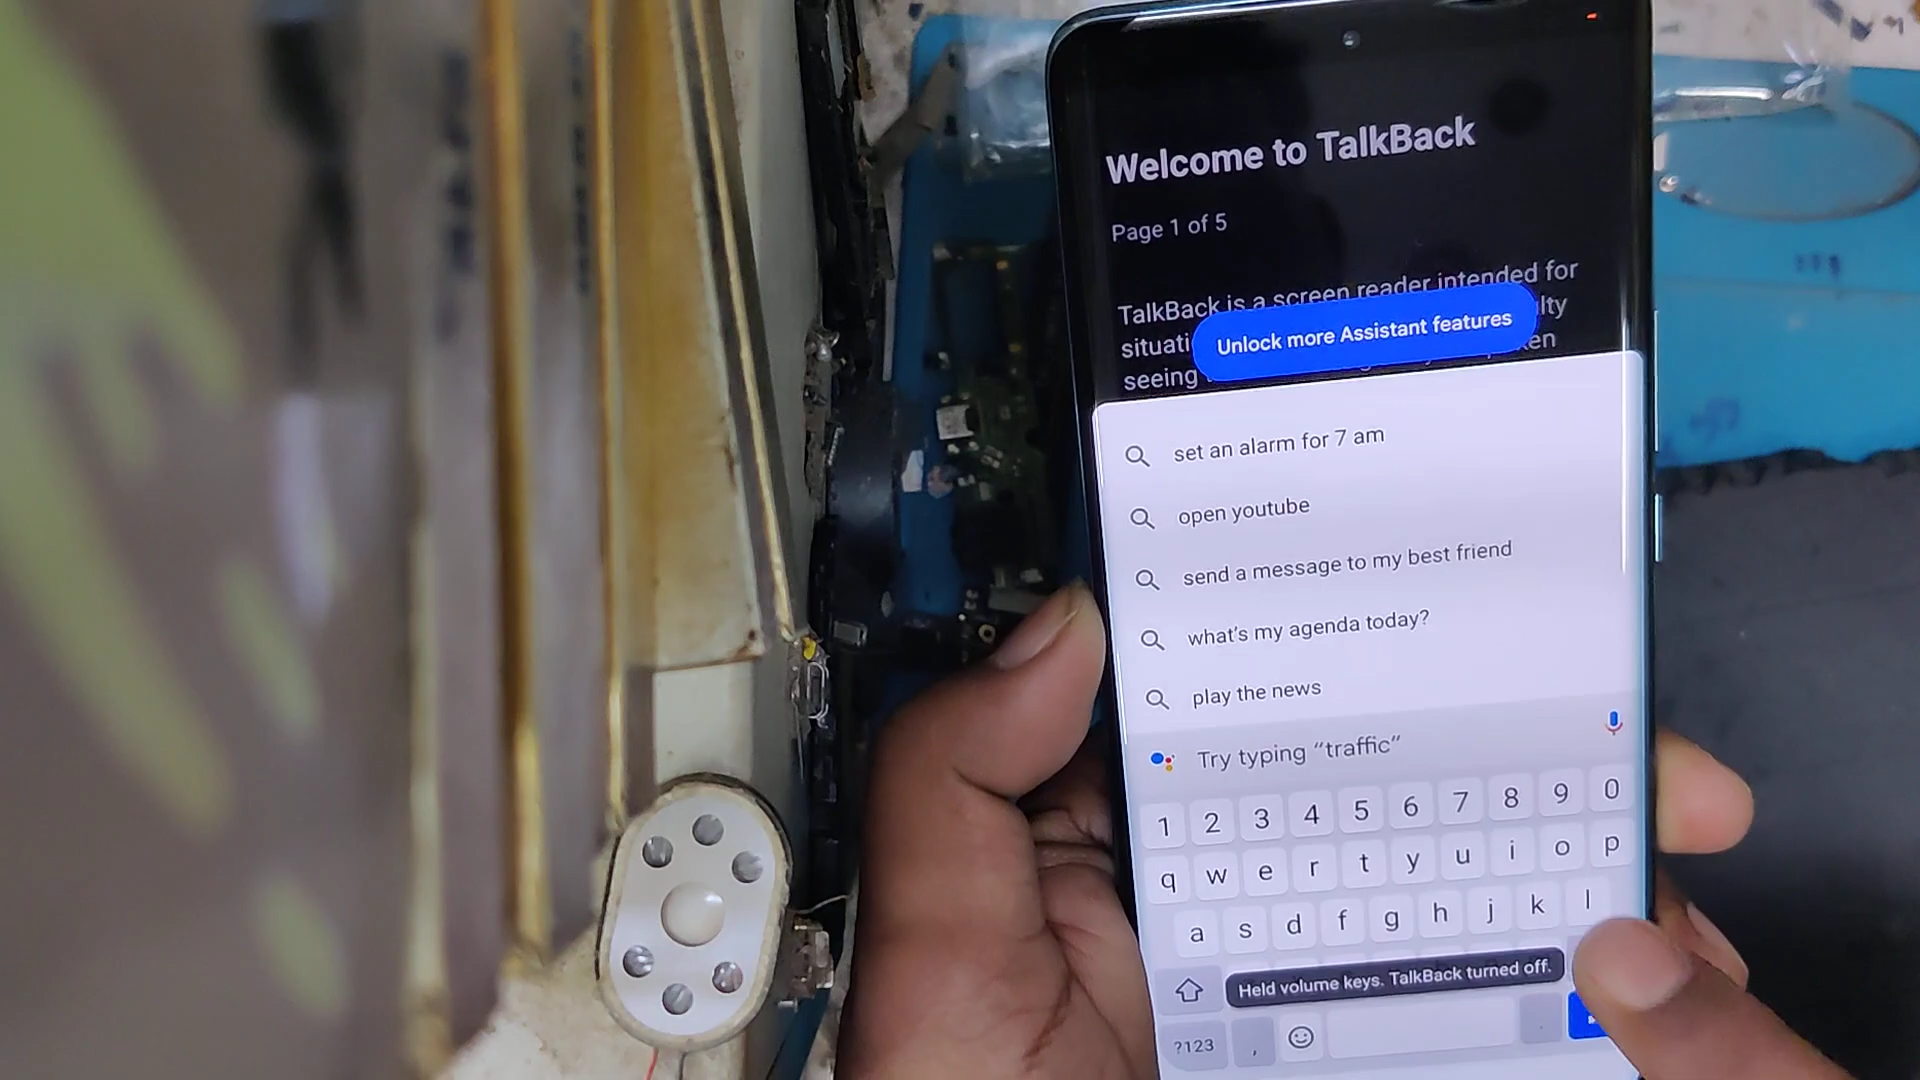 Welcome to TalkBack
Page 1 of 5
TalkBack is a screen reader intended for
situati
lty
seeing
Unlock more Assistant features
set an alarm for 7 am
open youtube
send a message to my best friend
what's my agenda today?
play the news
Try typing "traffic"
1 2 3 4 5 6 7 8 9 0
q w e r t y u i o p
a s d f g h j k l
Held volume keys. TalkBack turned off.
?123 , .